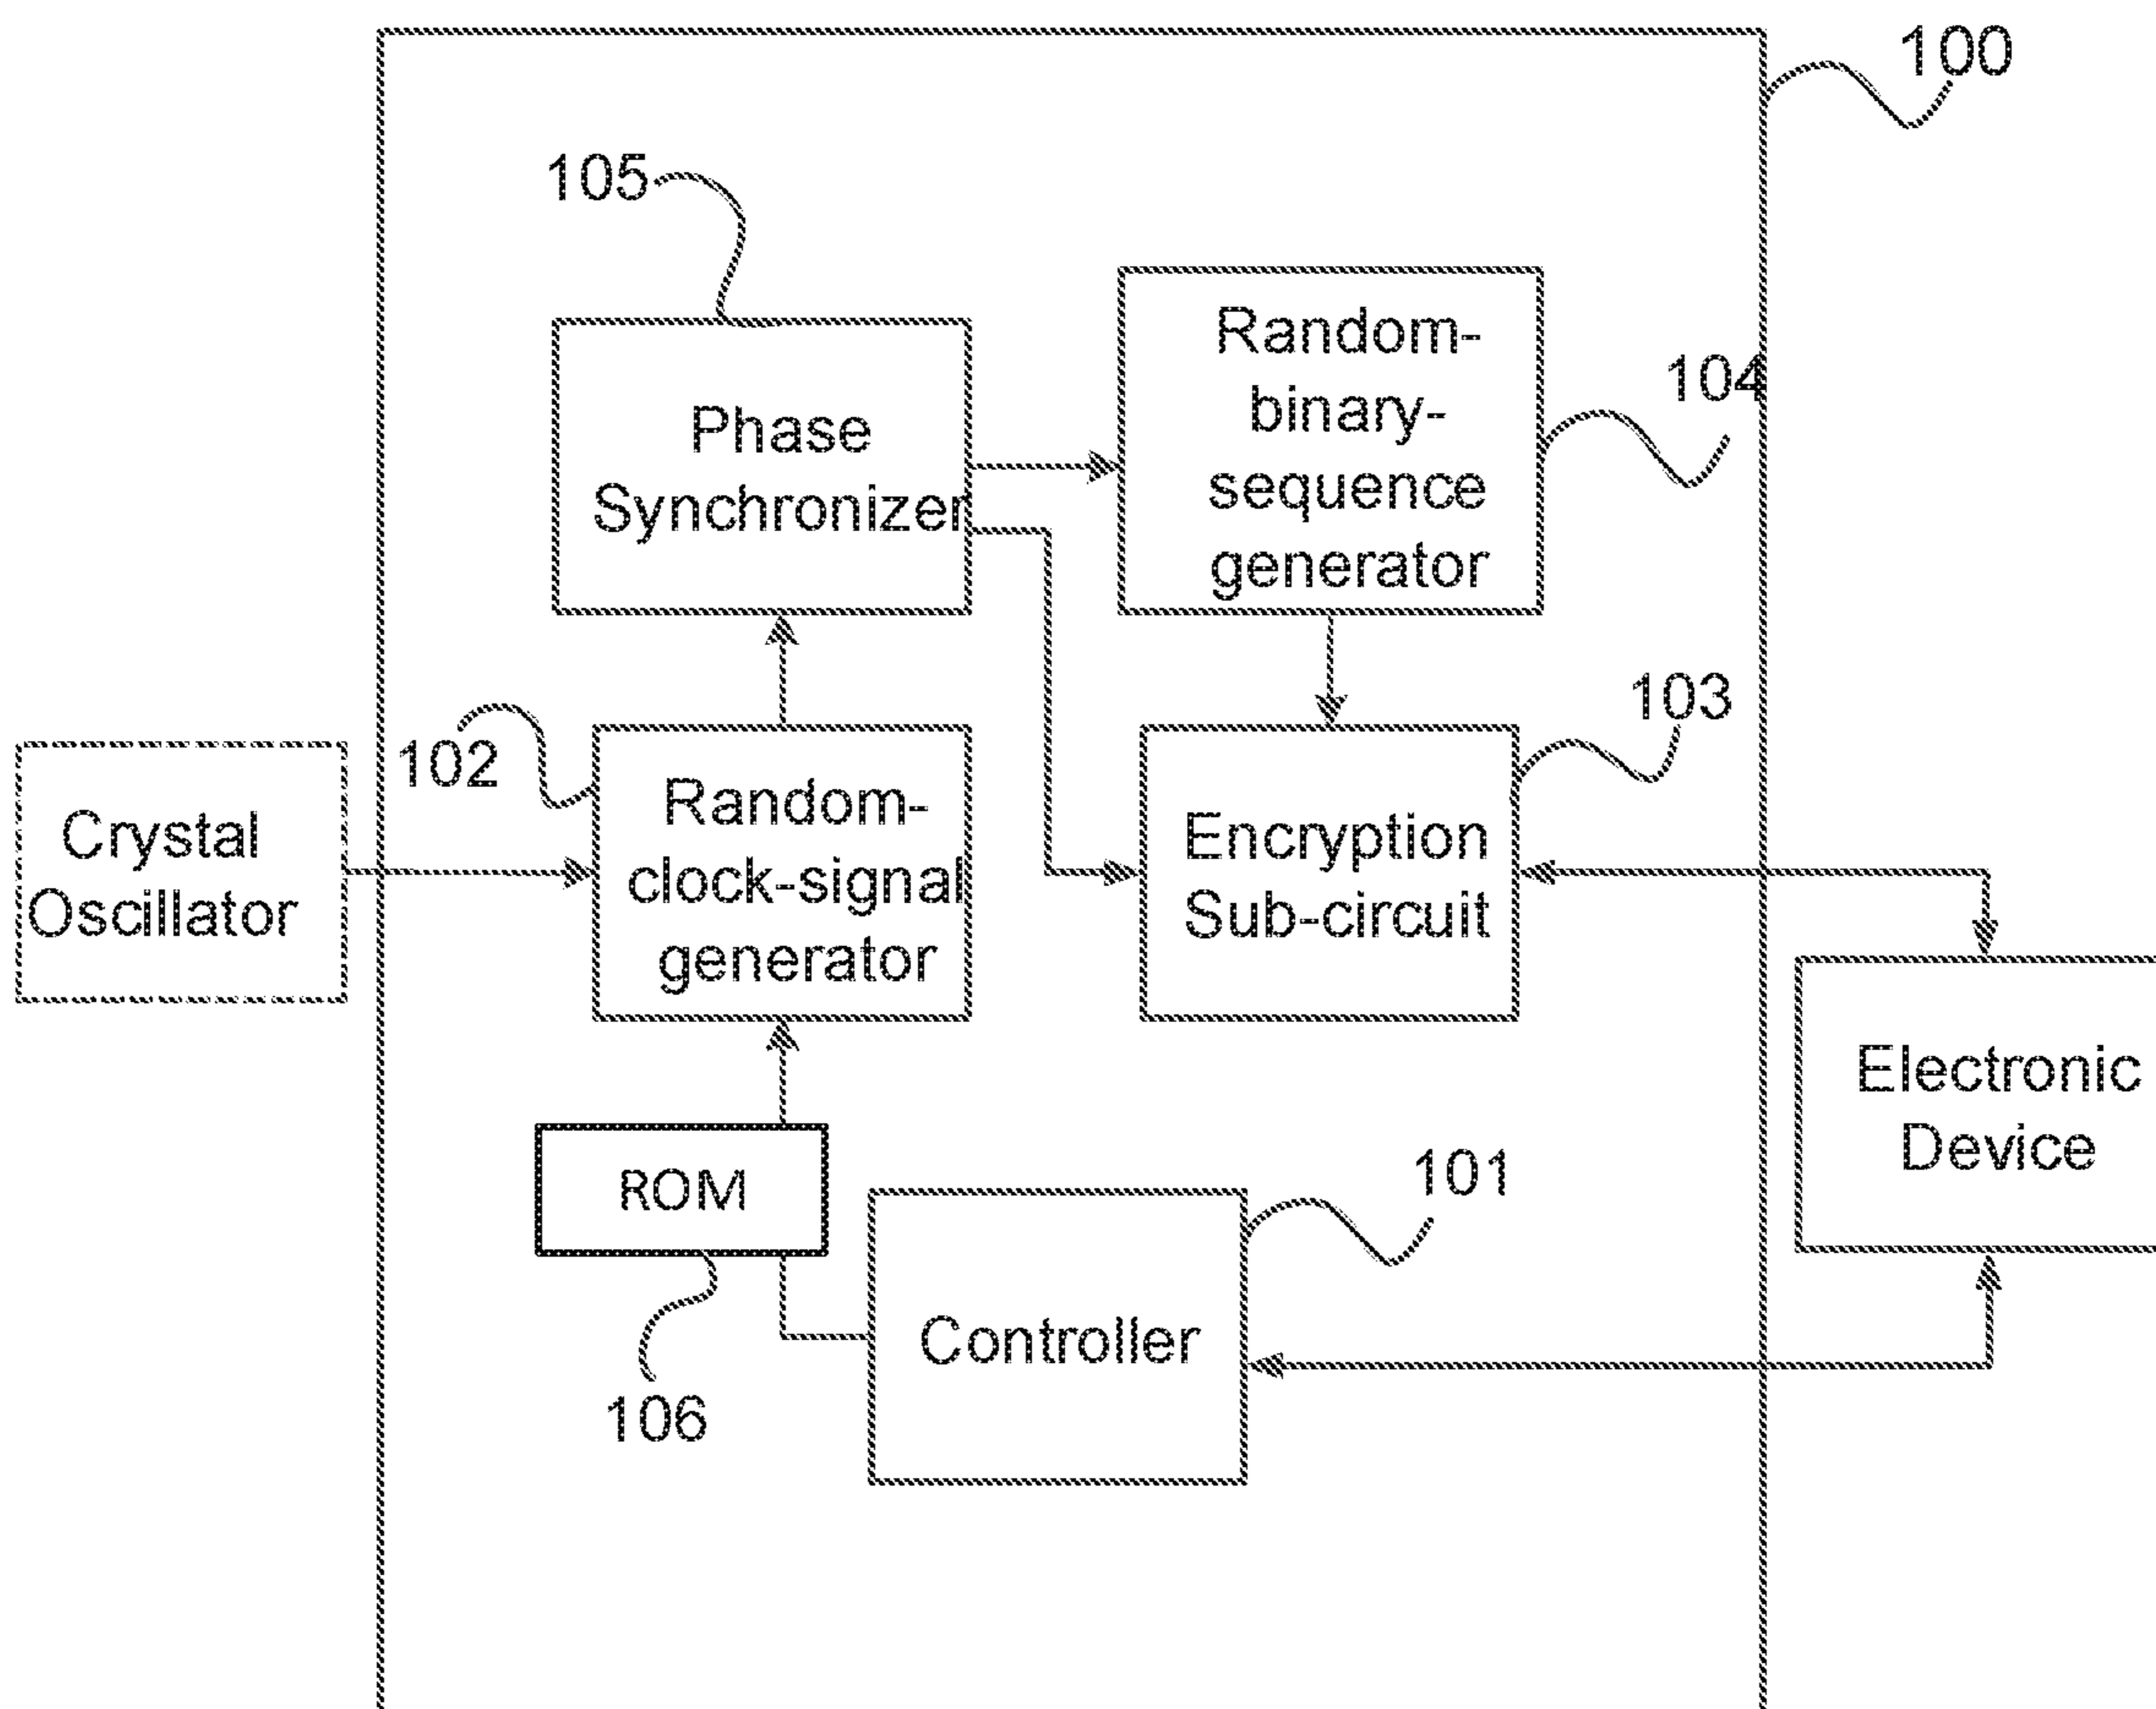 100
105
Random-
binary-
sequence
generator
104
Phase
Synchronizer
103
102
Random-
clock-signal
generator
Crystal
Oscillator
Encryption
Sub-circuit
Electronic
Device
ROM
101
Controller
106